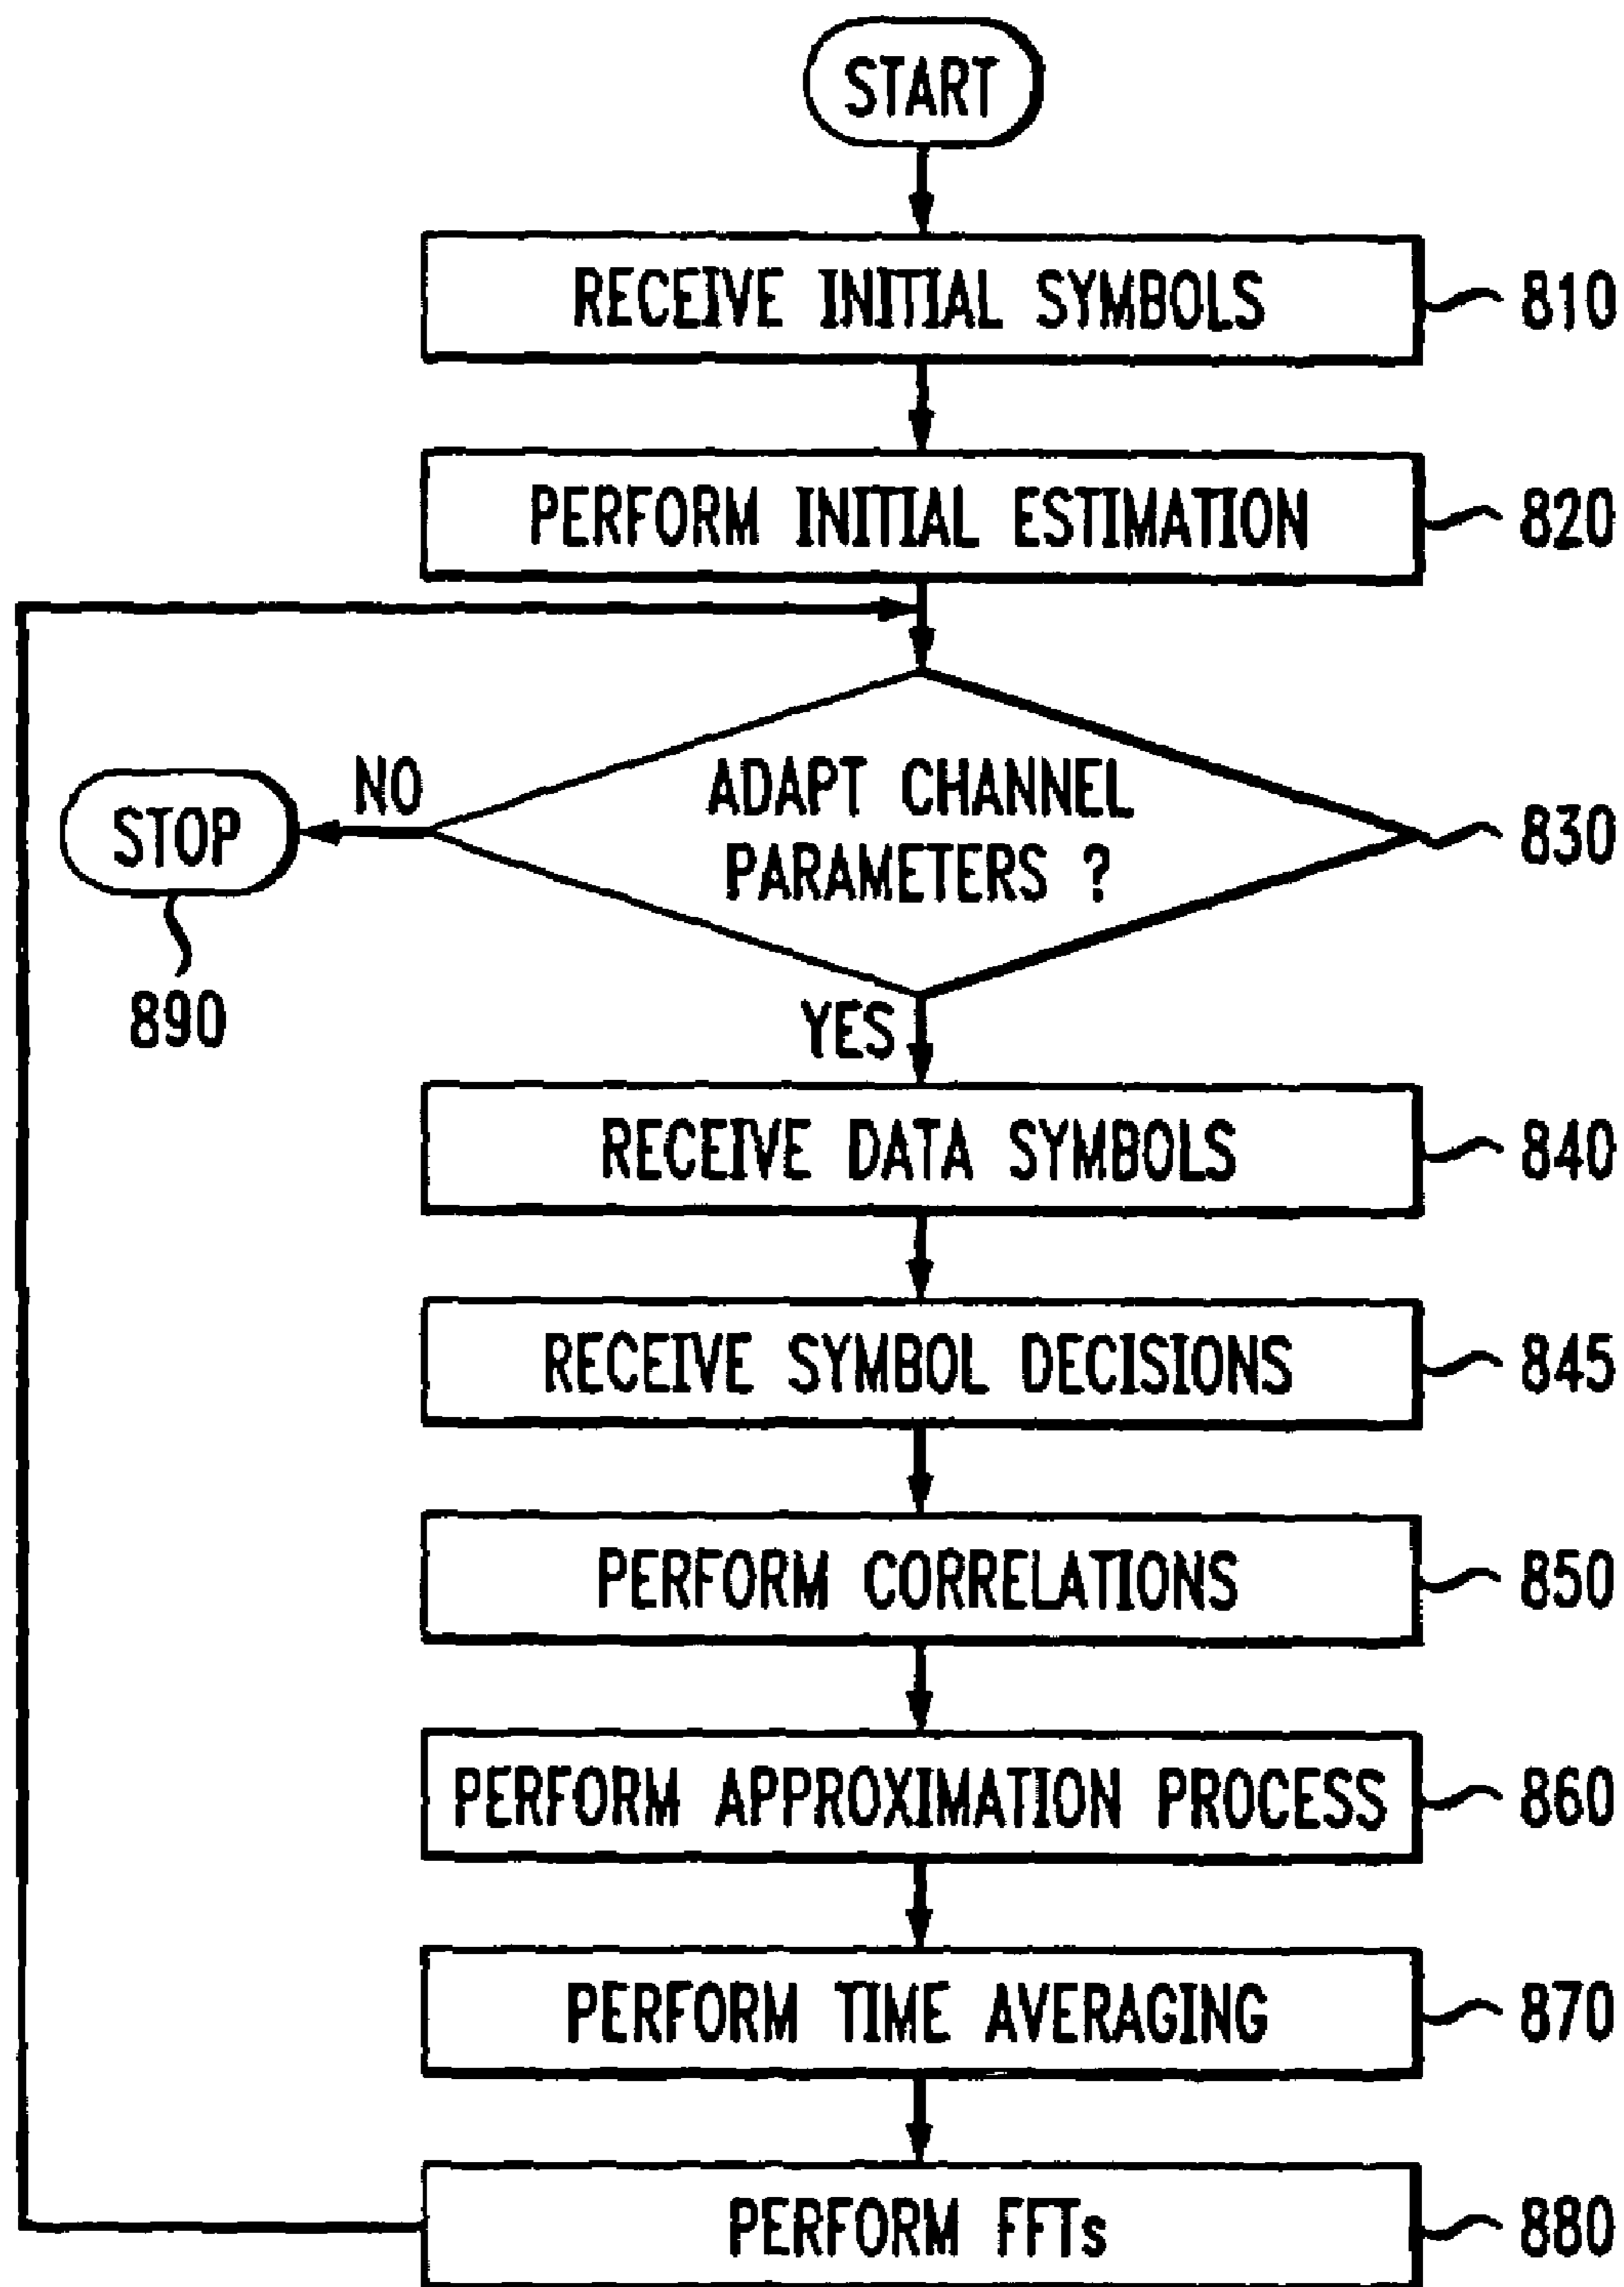 START
RECEIVE INITIAL SYMBOLS
810
PERFORM INITIAL ESTIMATION
820
ADAPT CHANNEL
PARAMETERS ?
830
NO
STOP
890
YES
RECEIVE DATA SYMBOLS
840
RECEIVE SYMBOL DECISIONS
845
PERFORM CORRELATIONS
850
PERFORM APPROXIMATION PROCESS
860
PERFORM TIME AVERAGING
870
PERFORM FFTs
880